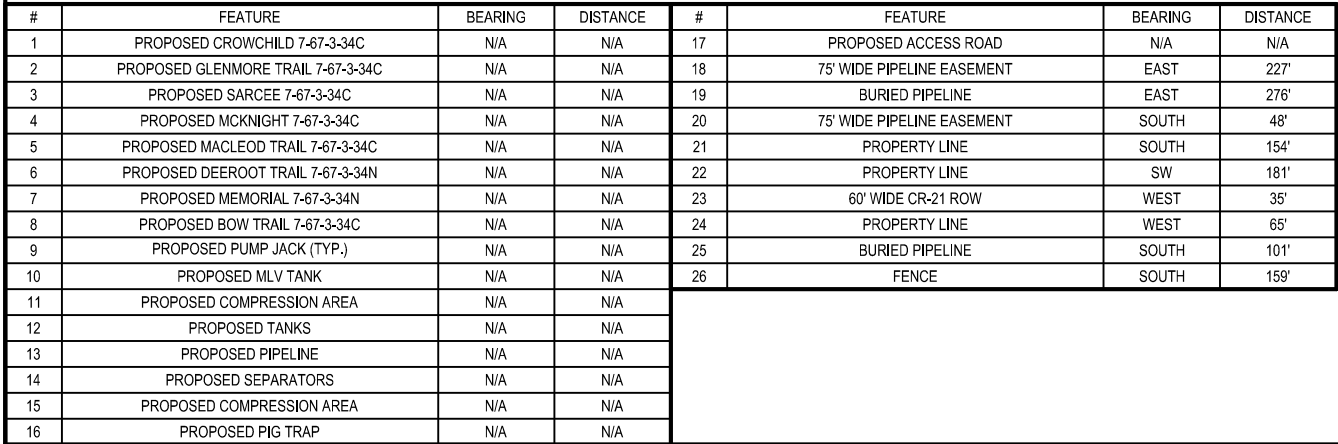 # FEATURE BEARING DISTANCE # FEATURE BEARING DISTANCE
1 PROPOSED CROWCHILD 7-67-3-34C N/A N/A 17 PROPOSED ACCESS ROAD N/A N/A
2 PROPOSED GLENMORE TRAIL 7-67-3-34C N/A N/A 18 75' WIDE PIPELINE EASEMENT EAST 227'
3 PROPOSED SARCEE 7-67-3-34C N/A N/A 19 BURIED PIPELINE EAST 276'
4 PROPOSED MCKNIGHT 7-67-3-34C N/A N/A 20 75' WIDE PIPELINE EASEMENT SOUTH 48'
5 PROPOSED MACLEOD TRAIL 7-67-3-34C N/A N/A 21 PROPERTY LINE SOUTH 154'
6 PROPOSED DEEROOT TRAIL 7-67-3-34N N/A N/A 22 PROPERTY LINE SW 181'
7 PROPOSED MEMORIAL 7-67-3-34N N/A N/A 23 60' WIDE CR-21 ROW WEST 35'
8 PROPOSED BOW TRAIL 7-67-3-34C N/A N/A 24 PROPERTY LINE WEST 65'
9 PROPOSED PUMP JACK (TYP.) N/A N/A 25 BURIED PIPELINE SOUTH 101'
10 PROPOSED MLV TANK N/A N/A 26 FENCE SOUTH 159'
11 PROPOSED COMPRESSION AREA N/A N/A
12 PROPOSED TANKS N/A N/A
13 PROPOSED PIPELINE N/A N/A
14 PROPOSED SEPARATORS N/A N/A
15 PROPOSED COMPRESSION AREA N/A N/A
16 PROPOSED PIG TRAP N/A N/A